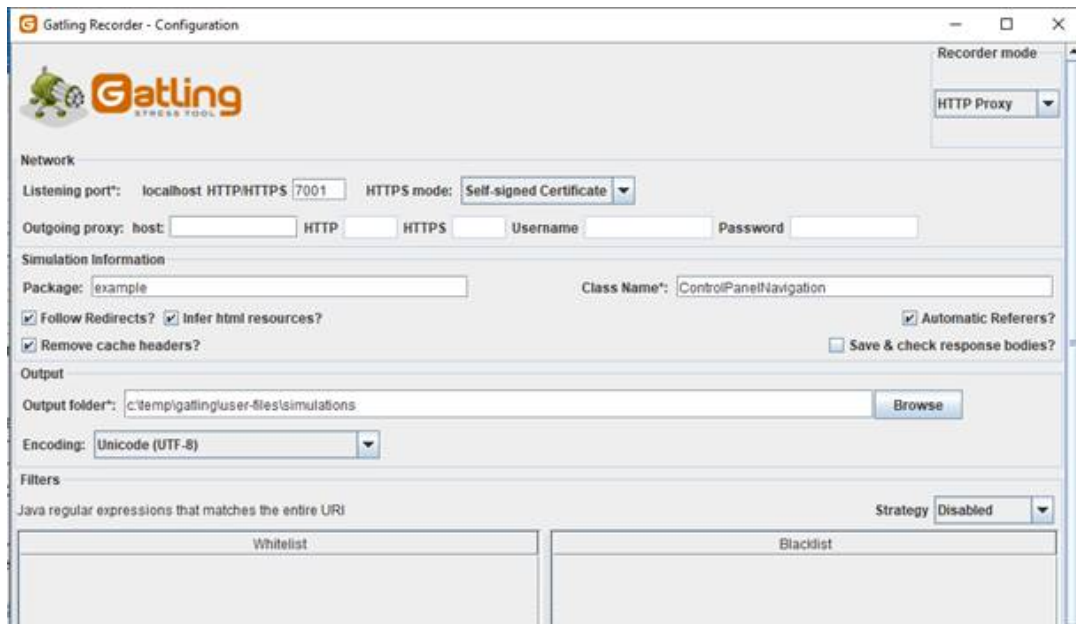 Gatling Recorder - Configuration
Recorder mode
Gatling
STRESS TOOL
HTTP Proxy
Network
Listening port*: localhost HTTP/HTTPS 7001 HTTPS mode: Self-signed Certificate
Outgoing proxy: host: HTTP HTTPS Username Password
Simulation Information
Package: example Class Name*: ControlPanelNavigation
Follow Redirects? Infer html resources? Automatic Referers?
Remove cache headers? Save & check response bodies?
Output
Output folder*: c:\temp\gatling\user-files\simulations Browse
Encoding: Unicode (UTF-8)
Filters
Java regular expressions that matches the entire URI Strategy Disabled
Whitelist Blacklist